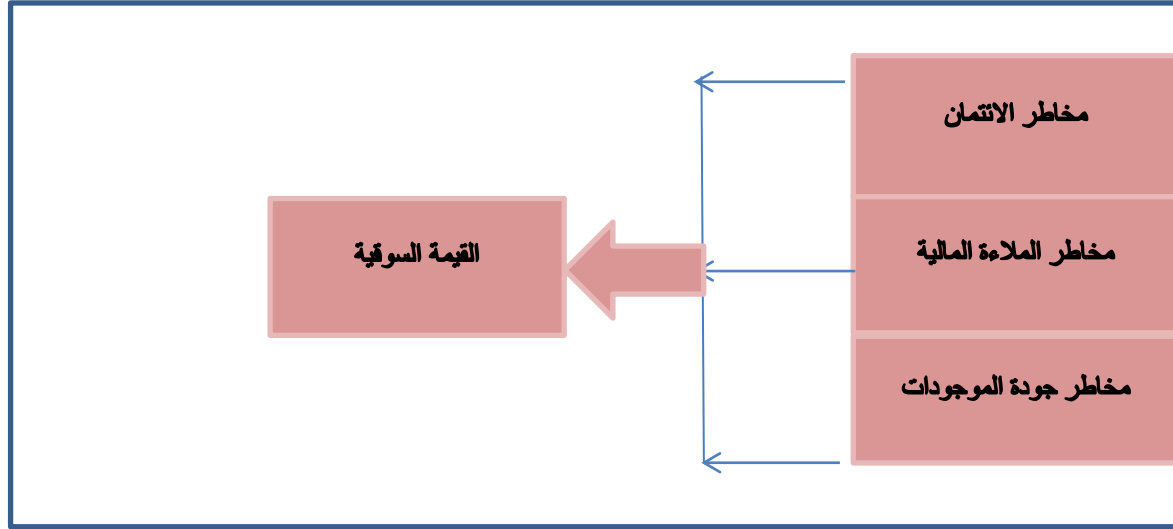 مخاطر الائتمان
مخاطر الملاءة المالية
القيمة السوقية
مخاطر جودة الموجودات